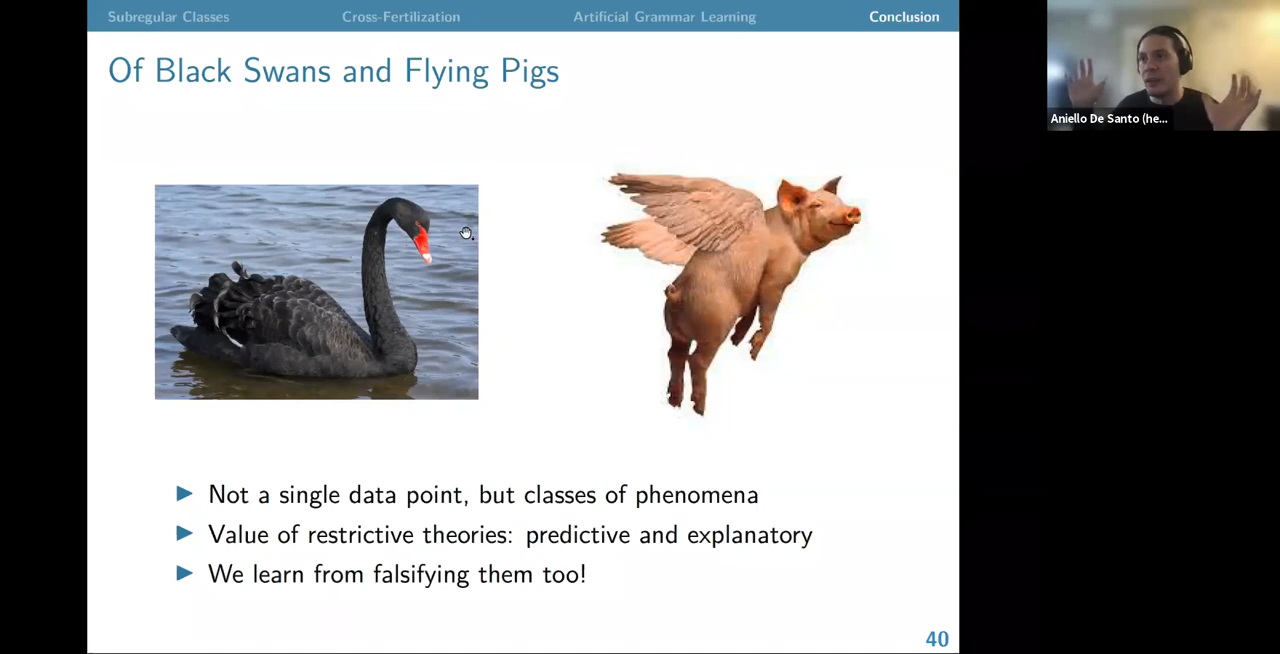 Subregular Classes Cross-Fertilization Artificial Grammar Learning Conclusion
Of Black Swans and Flying Pigs
Aniello De Santo (he...
Not a single data point, but classes of phenomena
Value of restrictive theories: predictive and explanatory
We learn from falsifying them too!
40